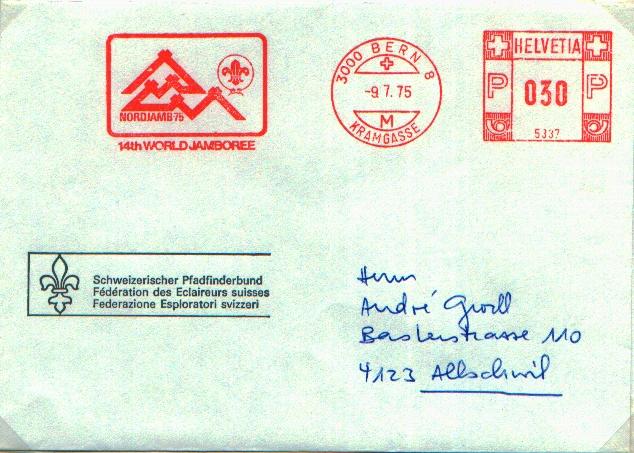 NORDJAMB75
14th WORLD JAMBOREE
3000 BERN 8
-9.7.75
M
KRAMGASSE
HELVETIA
P 030 P
5337
Schweizerischer Pfadfinderbund
Fédération des Eclaireurs suisses
Federazione Esploratori svizzeri
Herrn
André
Baslerstrasse 110
4123 Allschwil